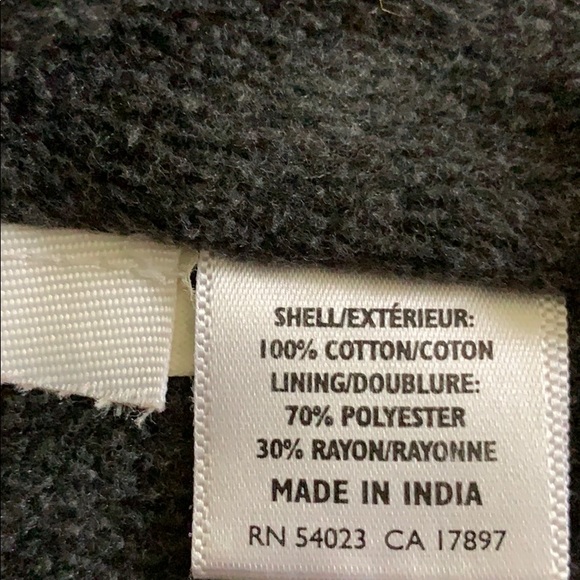 SHELL/EXTÉRIEUR:
100% COTTON/COTON
LINING/DOUBLURE:
70% POLYESTER
30% RAYON/RAYONNE
MADE IN INDIA
RN 54023 CA 17897